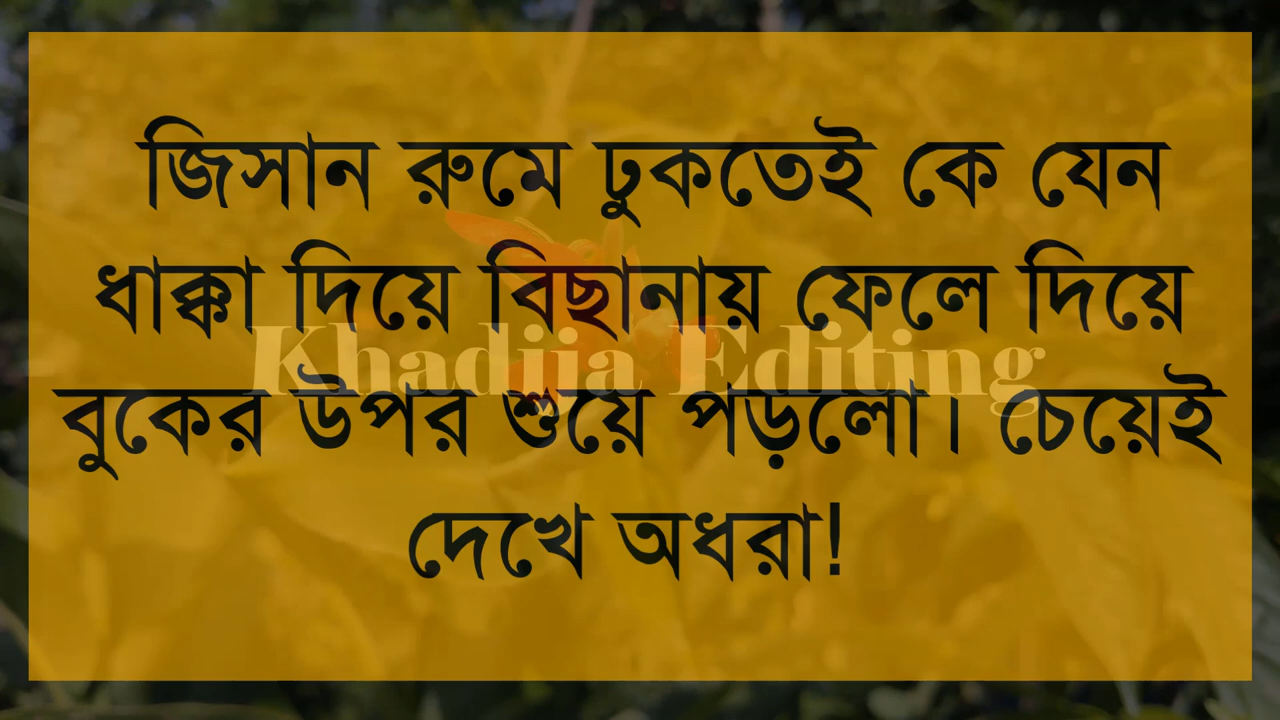 জিসান রুমে ঢুকতেই কে যেন
ধাক্কা দিয়ে বিছানায় ফেলে দিয়ে
Khadija Editing
বুকের উপর শুয়ে পড়লো। চেয়েই
দেখে অধরা!